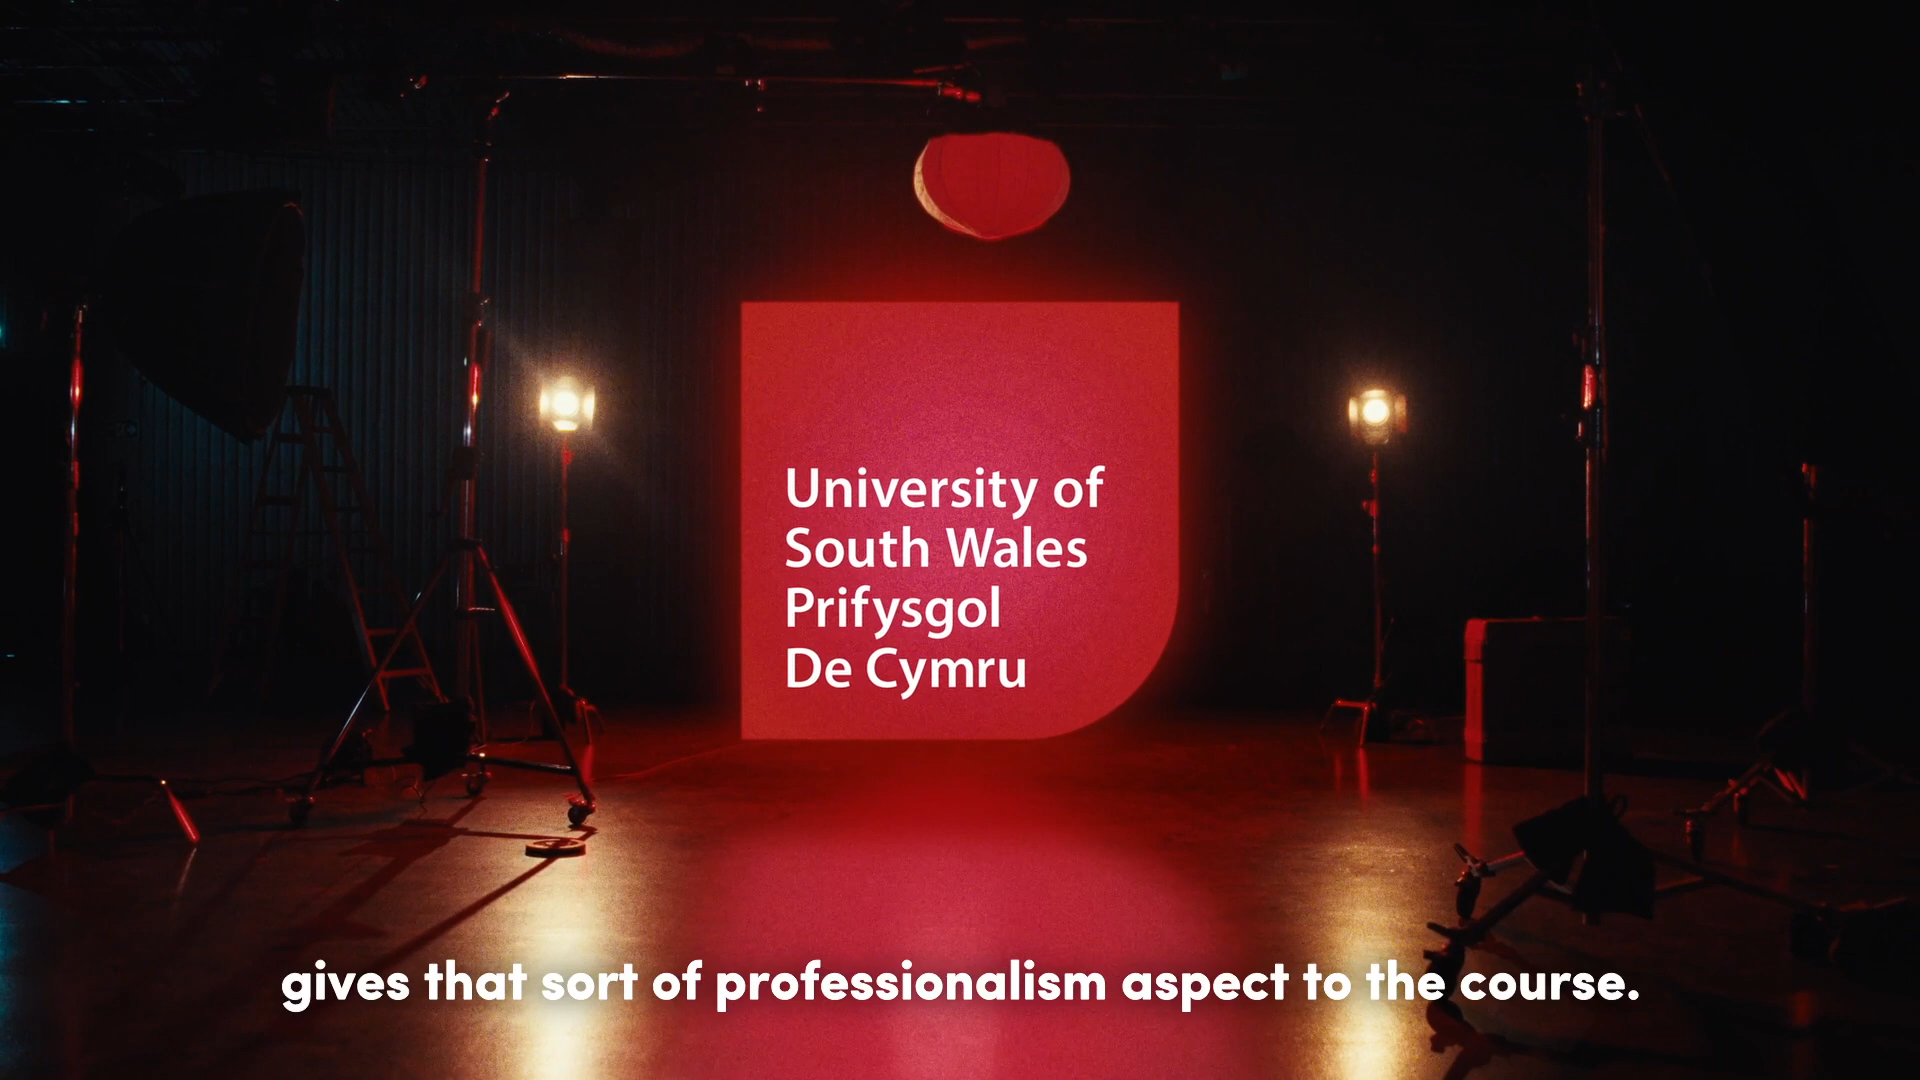 University of
South Wales
Prifysgol
De Cymru
gives that sort of professionalism aspect to the course.